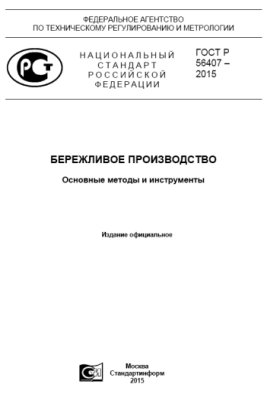 ФЕДЕРАЛЬНОЕ АГЕНТСТВО
ПО ТЕХНИЧЕСКОМУ РЕГУЛИРОВАНИЮ И МЕТРОЛОГИИ
РСТ
НАЦИОНАЛЬНЫЙ
СТАНДАРТ
РОССИЙСКОЙ
ФЕДЕРАЦИИ
ГОСТ Р
56407 –
2015
БЕРЕЖЛИВОЕ ПРОИЗВОДСТВО
Основные методы и инструменты
Издание официальное
Москва
Стандартинформ
2015